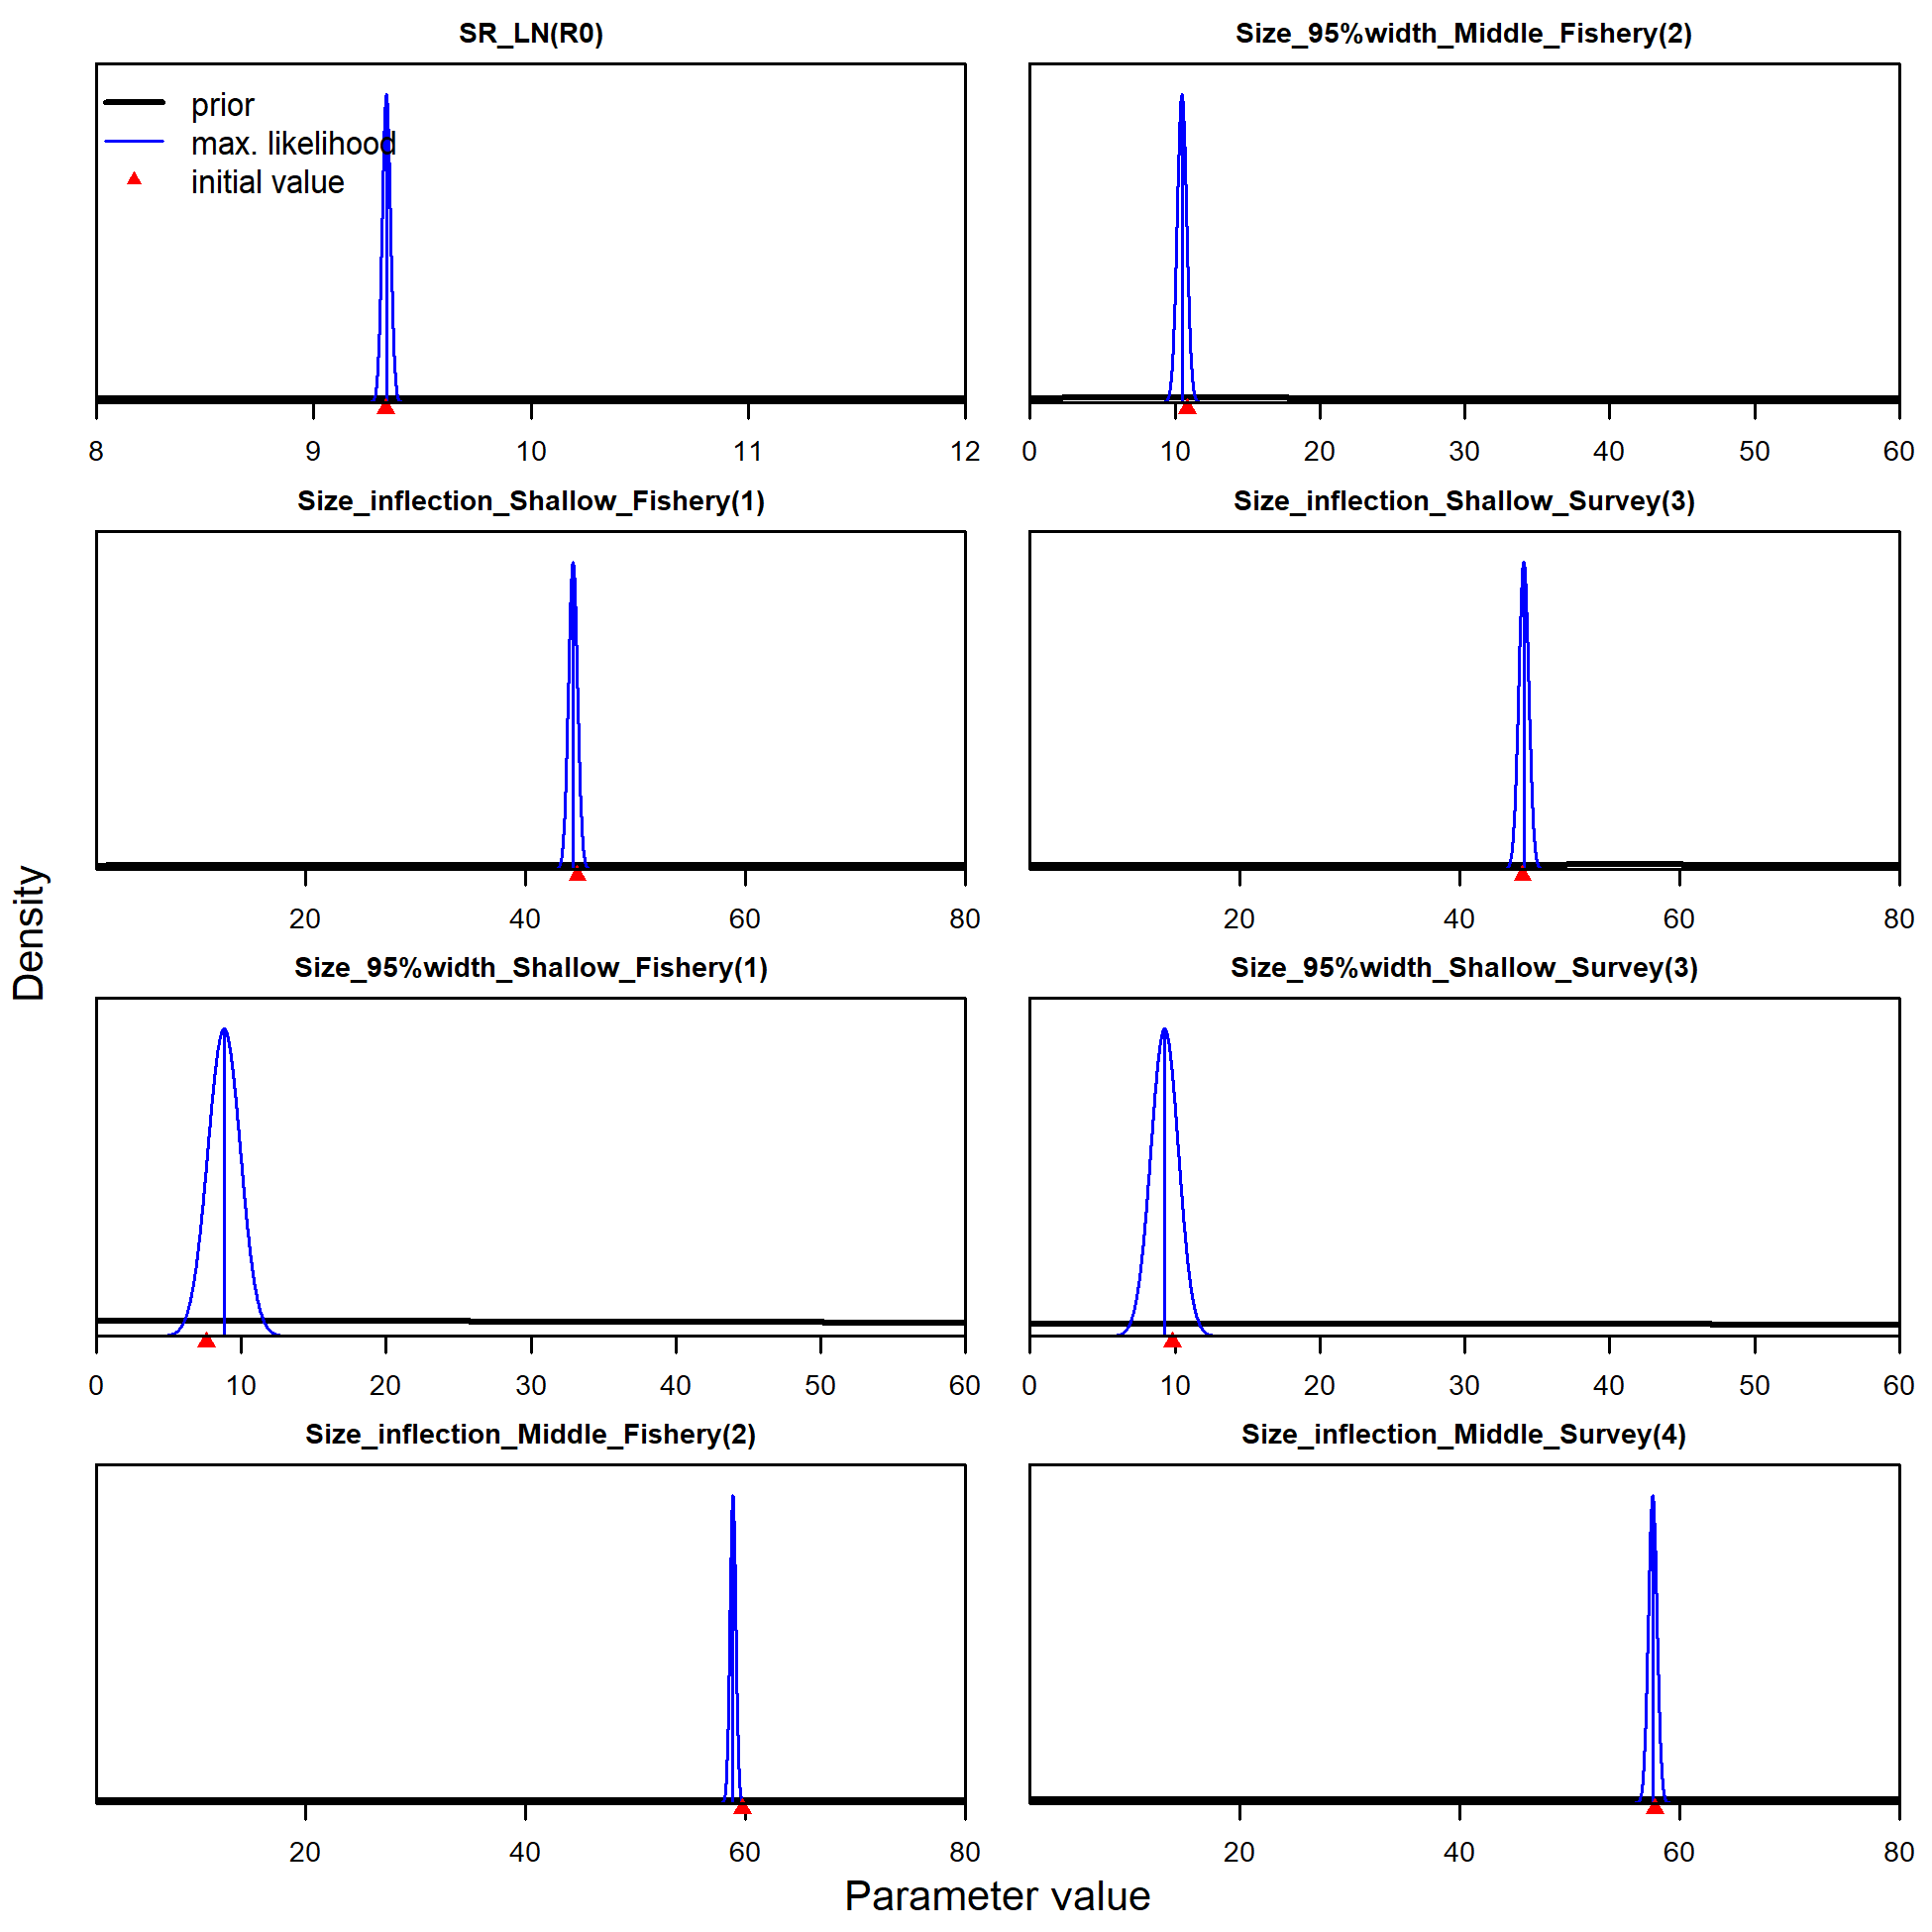 SR_LN(R0)
prior
max. likelihood
initial value
8 9 10 11 12
Size_95%width_Middle_Fishery(2)
0 10 20 30 40 50 60
Size_inflection_Shallow_Fishery(1)
20 40 60 80
Size_inflection_Shallow_Survey(3)
20 40 60 80
Size_95%width_Shallow_Fishery(1)
0 10 20 30 40 50 60
Size_95%width_Shallow_Survey(3)
0 10 20 30 40 50 60
Size_inflection_Middle_Fishery(2)
20 40 60 80
Size_inflection_Middle_Survey(4)
20 40 60 80
Density
Parameter value